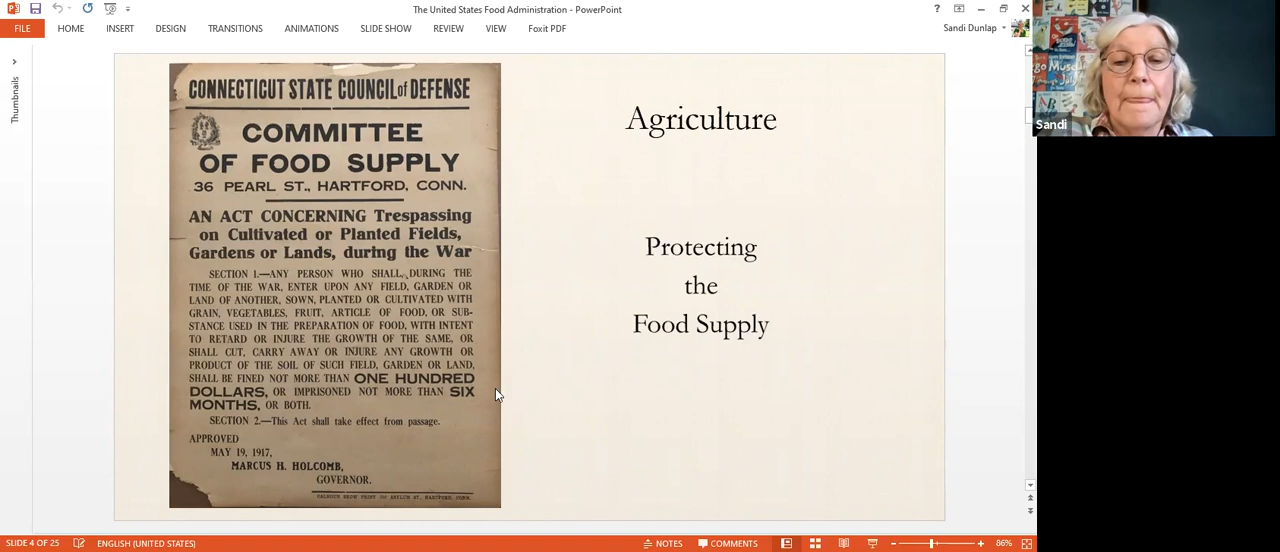 The United States Food Administration - PowerPoint
FILE HOME INSERT DESIGN TRANSITIONS ANIMATIONS SLIDE SHOW REVIEW VIEW Foxit PDF
Sandi Dunlap
Thumbnails
CONNECTICUT STATE COUNCIL of DEFENSE
COMMITTEE
OF FOOD SUPPLY
36 PEARL ST., HARTFORD, CONN.
AN ACT CONCERNING Trespassing
on Cultivated or Planted Fields,
Gardens or Lands, during the War
SECTION 1.—ANY PERSON WHO SHALL, DURING THE
TIME OF THE WAR, ENTER UPON ANY FIELD, GARDEN OR
LAND OF ANOTHER, SOWN, PLANTED OR CULTIVATED WITH
GRAIN, VEGETABLES, FRUIT, ARTICLE OF FOOD, OR SUB-
STANCE USED IN THE PREPARATION OF FOOD, WITH INTENT
TO RETARD OR INJURE THE GROWTH OF THE SAME, OR
SHALL CUT, CARRY AWAY OR INJURE ANY GROWTH OR
PRODUCT OF THE SOIL OF SUCH FIELD, GARDEN OR LAND,
SHALL BE FINED NOT MORE THAN ONE HUNDRED
DOLLARS, OR IMPRISONED NOT MORE THAN SIX
MONTHS, OR BOTH.
SECTION 2.—This Act shall take effect from passage.
APPROVED
MAY 19, 1917,
MARCUS H. HOLCOMB,
GOVERNOR.
Agriculture
Protecting
the
Food Supply
Sandi
SLIDE 4 OF 25 ENGLISH (UNITED STATES) NOTES COMMENTS 86%